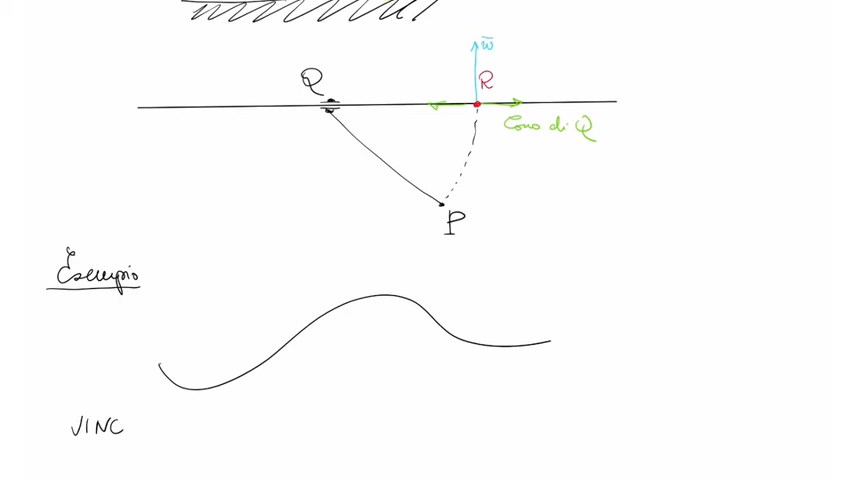 w̄
Q
R
Cono di Q
P
Esempio
VINC